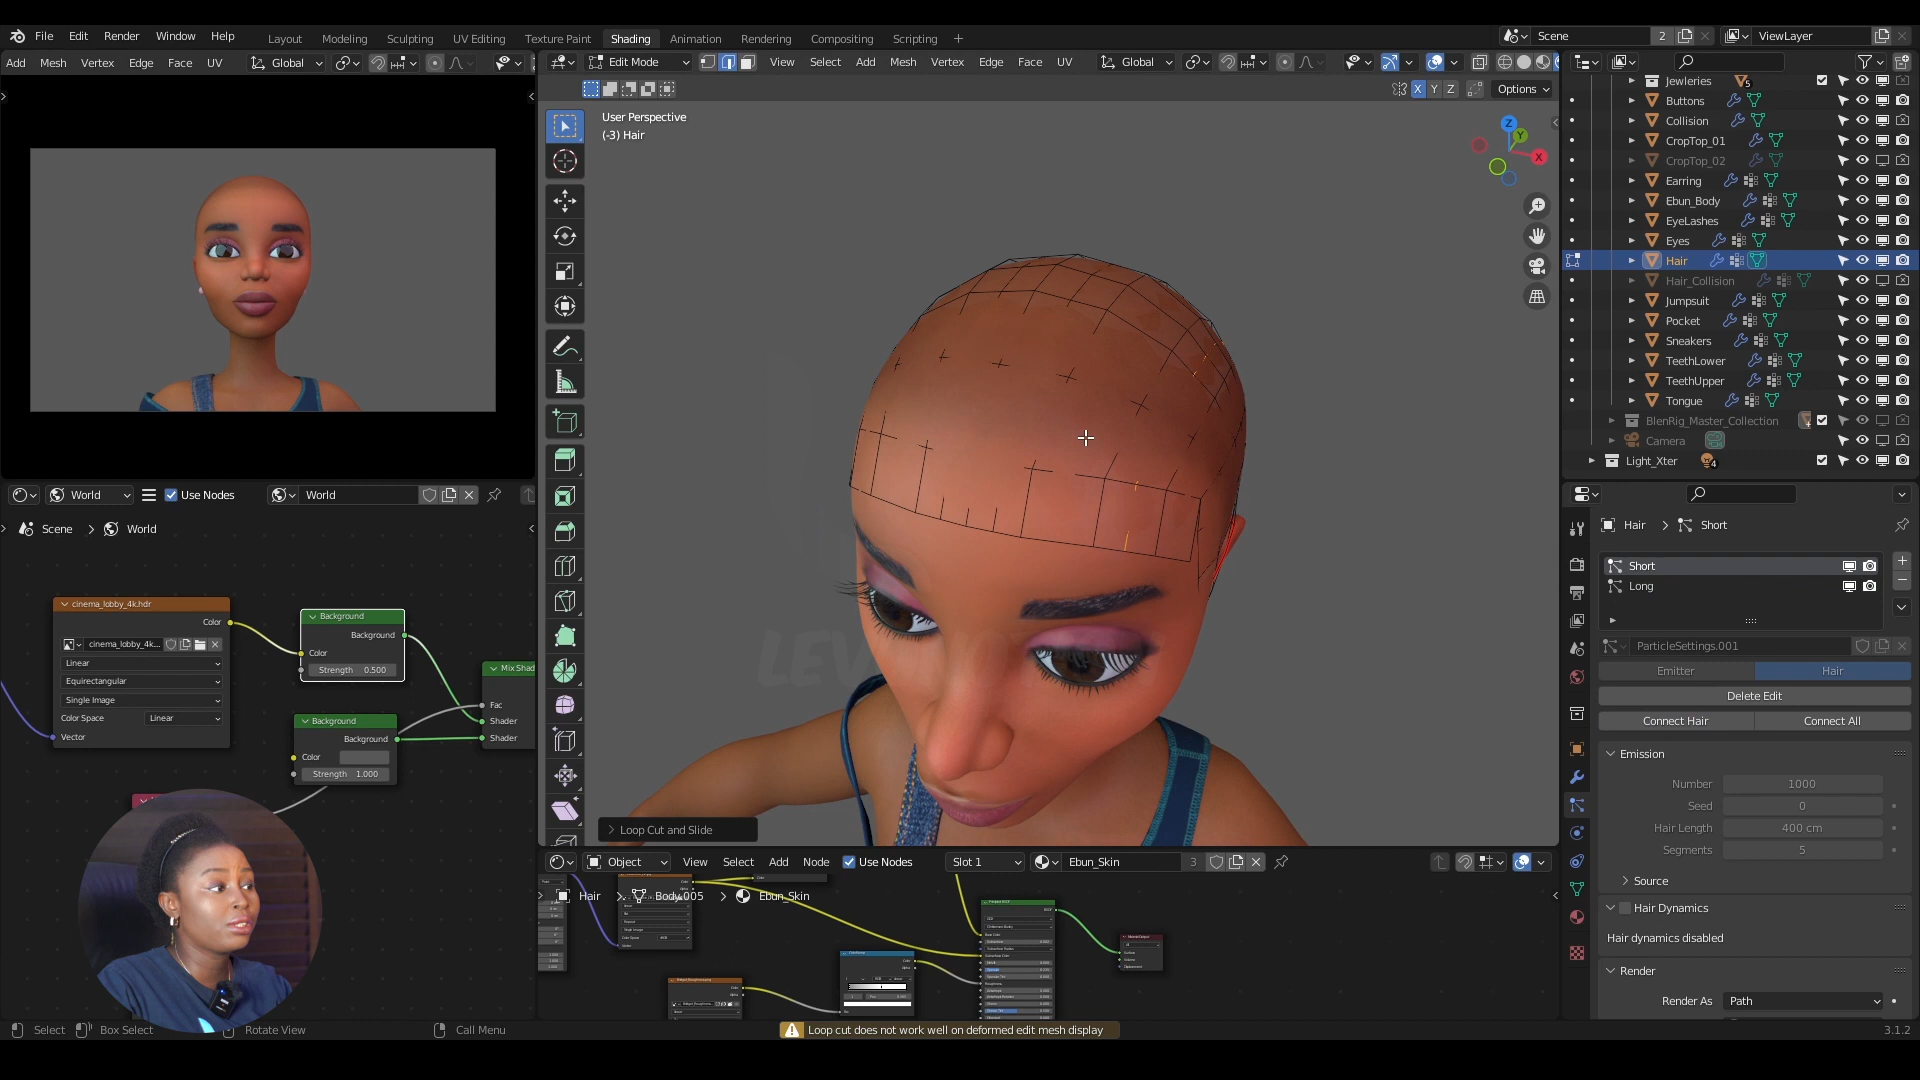 File Edit Render Window Help Layout Modeling Sculpting UV Editing Texture Paint Shading Animation Rendering Compositing Scripting + Scene 2 ViewLayer
Add Mesh Vertex Edge Face UV Global
Edit Mode View Select Add Mesh Vertex Edge Face UV Global
X Y Z Options
User Perspective
(-3) Hair
Z
Y
X
Loop Cut and Slide
Jewleries 5
Buttons
Collision
CropTop_01
CropTop_02
Earring
Ebun_Body
EyeLashes
Eyes
Hair
Hair_Collision
Jumpsuit
Pocket
Sneakers
TeethLower
TeethUpper
Tongue
BlenRig_Master_Collection
Camera
Light_Xter 4
World Use Nodes World
Scene > World
cinema_lobby_4k.hdr
Color
cinema_lobby_4k...
Linear
Equirectangular
Single Image
Color Space Linear
Vector
Background
Background
Color
Strength 0.500
Background
Background
Color
Strength 1.000
Mix Shad
Fac
Shader
Shader
Hair > Short
Short
Long
ParticleSettings.001
Emitter Hair
Delete Edit
Connect Hair Connect All
Emission
Number 1000
Seed 0
Hair Length 400 cm
Segments 5
Source
Hair Dynamics
Hair dynamics disabled
Render
Render As Path
Object View Select Add Node Use Nodes Slot 1 Ebun_Skin 3
Hair > Body.005 > Ebun_Skin
Select Box Select Rotate View Call Menu Loop cut does not work well on deformed edit mesh display 3.1.2